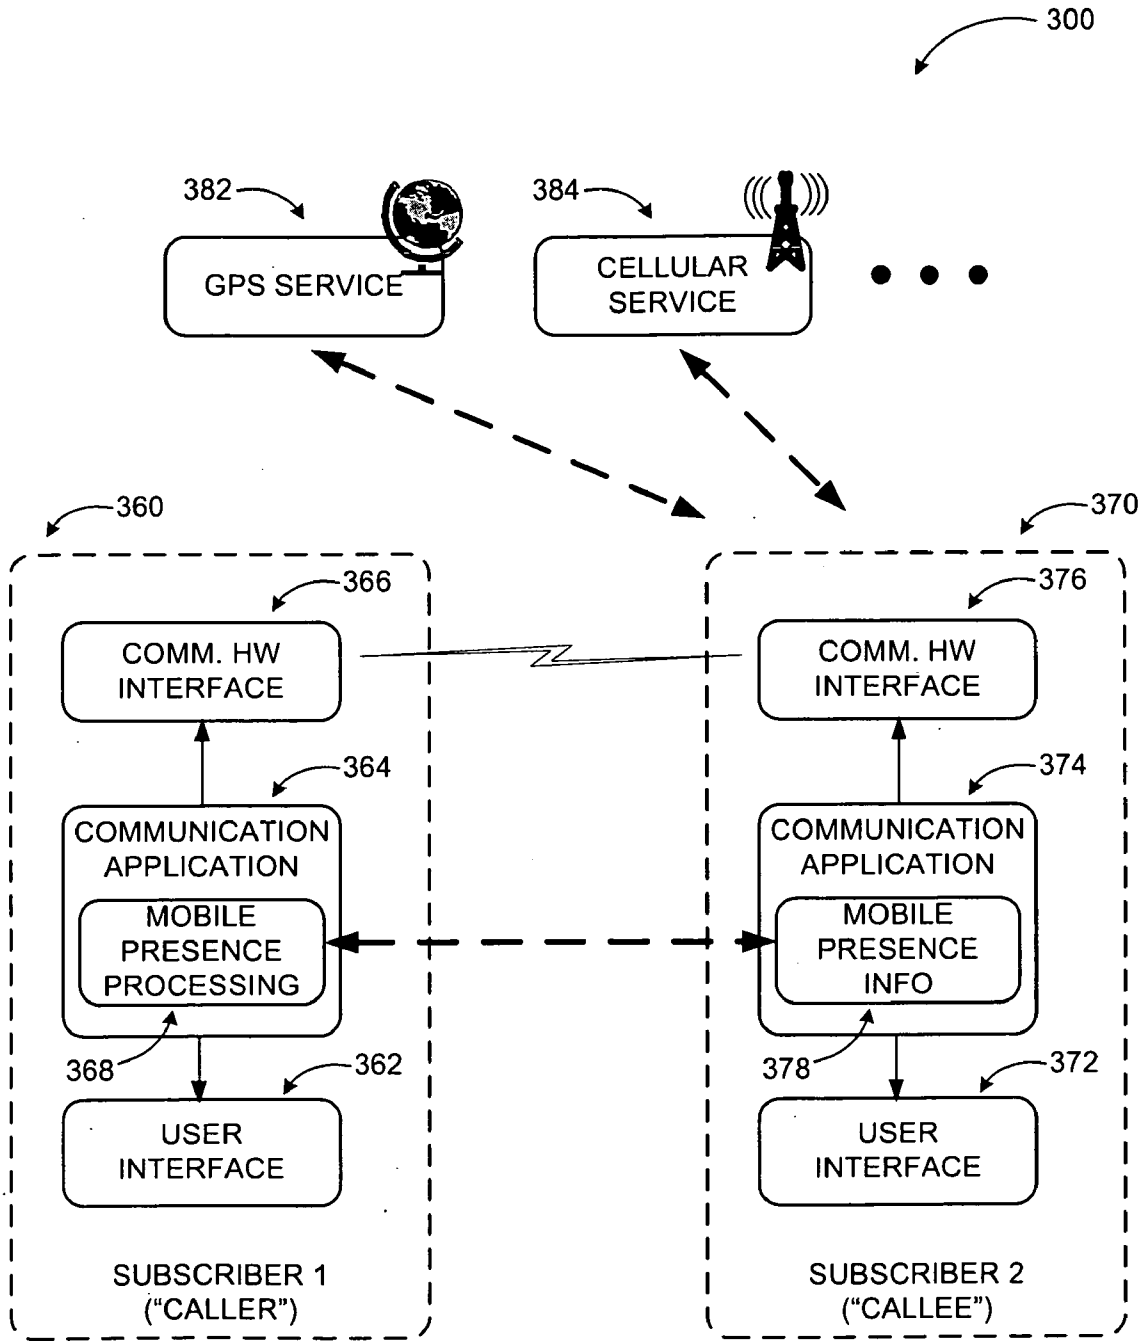 300
382
384
GPS SERVICE
CELLULAR
SERVICE
360
370
366
376
COMM. HW
INTERFACE
COMM. HW
INTERFACE
364
374
COMMUNICATION
APPLICATION
COMMUNICATION
APPLICATION
MOBILE
PRESENCE
PROCESSING
MOBILE
PRESENCE
INFO
368
362
378
372
USER
INTERFACE
USER
INTERFACE
SUBSCRIBER 1
("CALLER")
SUBSCRIBER 2
("CALLEE")